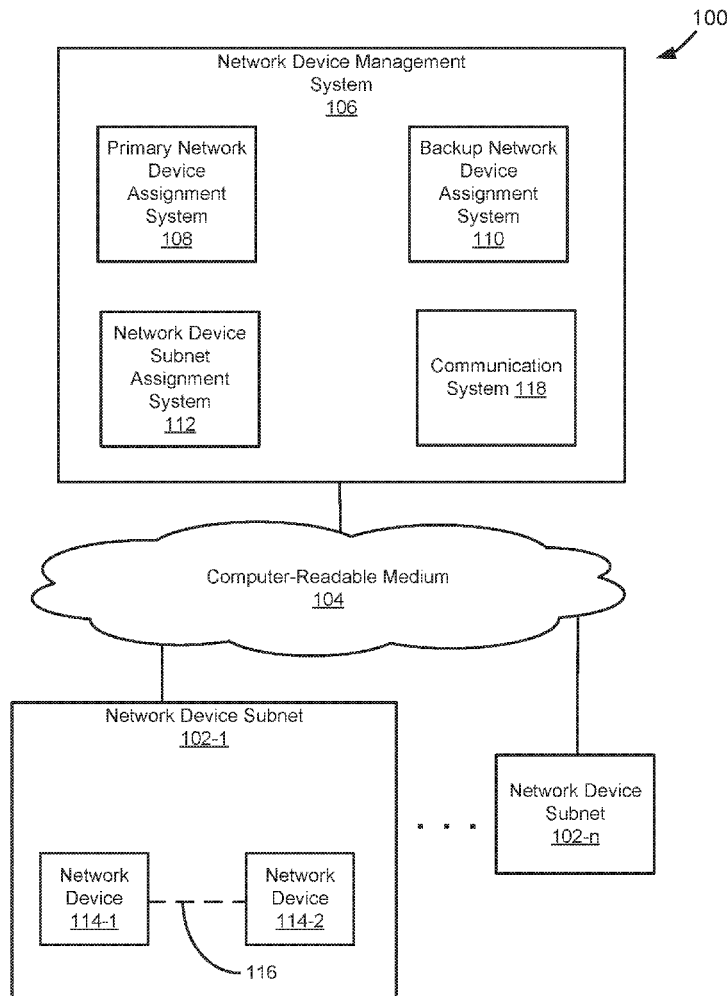 100
Network Device Management
System
106
Primary Network
Device
Assignment
System
108
Backup Network
Device
Assignment
System
110
Network Device
Subnet
Assignment
System
112
Communication
System 118
Computer-Readable Medium
104
Network Device Subnet
102-1
Network
Device
114-1
Network
Device
114-2
116
. . .
Network Device
Subnet
102-n